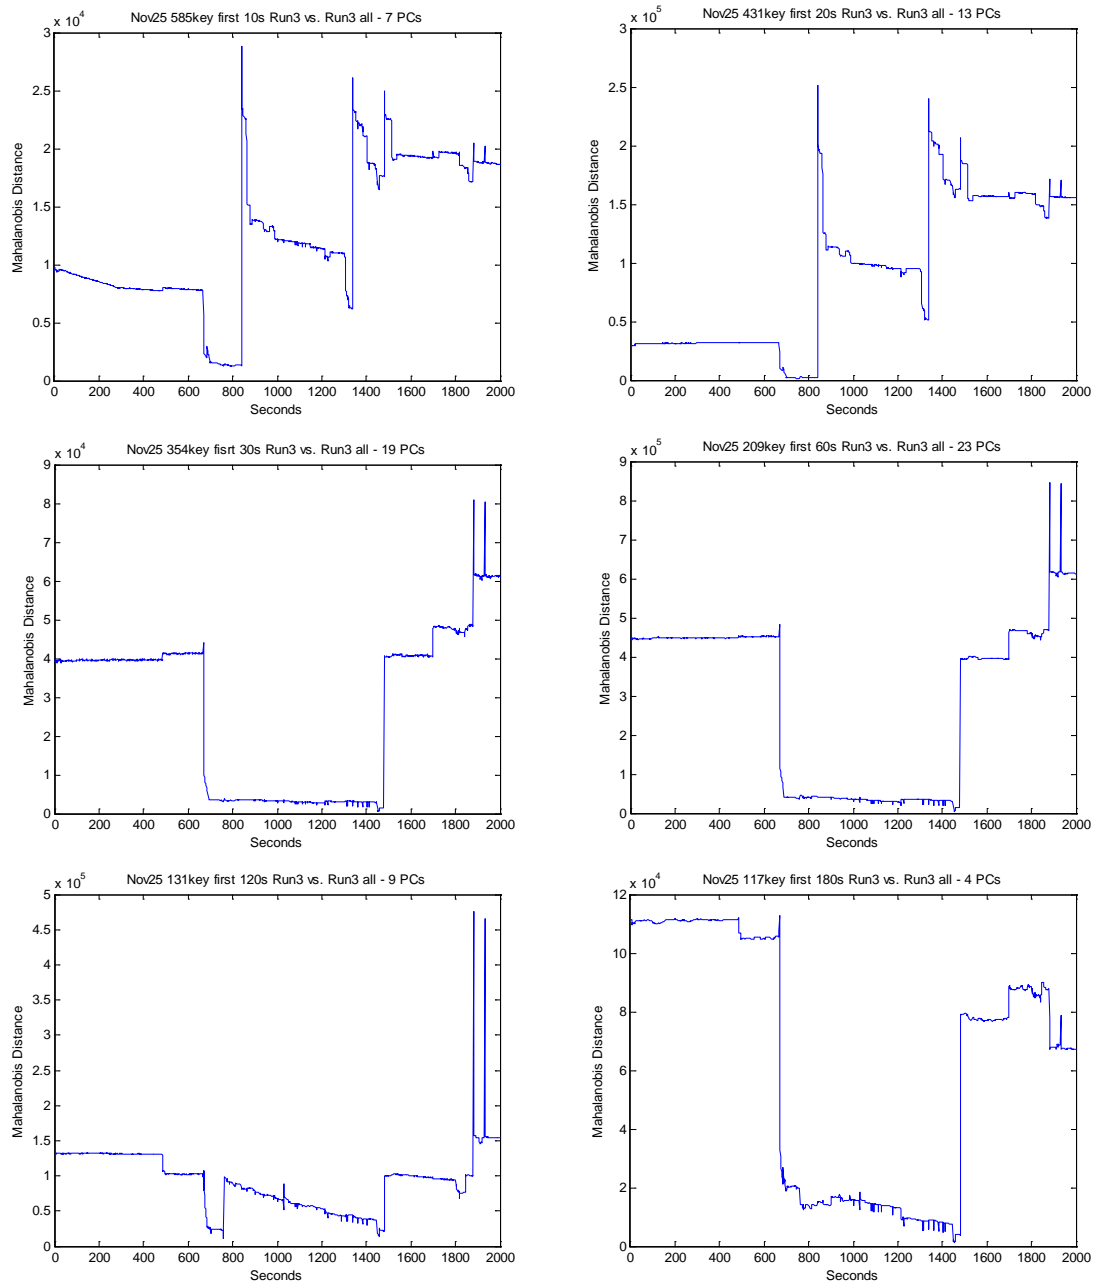 Nov25 585key first 10s Run3 vs. Run3 all - 7 PCs
x 10^4
3
2.5
2
1.5
1
0.5
0
Mahalanobis Distance
0 200 400 600 800 1000 1200 1400 1600 1800 2000
Seconds
Nov25 431key first 20s Run3 vs. Run3 all - 13 PCs
x 10^5
3
2.5
2
1.5
1
0.5
0
Mahalanobis Distance
0 200 400 600 800 1000 1200 1400 1600 1800 2000
Seconds
Nov25 354key fisrt 30s Run3 vs. Run3 all - 19 PCs
x 10^4
9
8
7
6
5
4
3
2
1
0
Mahalanobis Distance
0 200 400 600 800 1000 1200 1400 1600 1800 2000
Seconds
Nov25 209key first 60s Run3 vs. Run3 all - 23 PCs
x 10^5
9
8
7
6
5
4
3
2
1
0
Mahalanobis Distance
0 200 400 600 800 1000 1200 1400 1600 1800 2000
Seconds
Nov25 131key first 120s Run3 vs. Run3 all - 9 PCs
x 10^5
5
4.5
4
3.5
3
2.5
2
1.5
1
0.5
0
Mahalanobis Distance
0 200 400 600 800 1000 1200 1400 1600 1800 2000
Seconds
Nov25 117key first 180s Run3 vs. Run3 all - 4 PCs
x 10^4
12
10
8
6
4
2
0
Mahalanobis Distance
0 200 400 600 800 1000 1200 1400 1600 1800 2000
Seconds